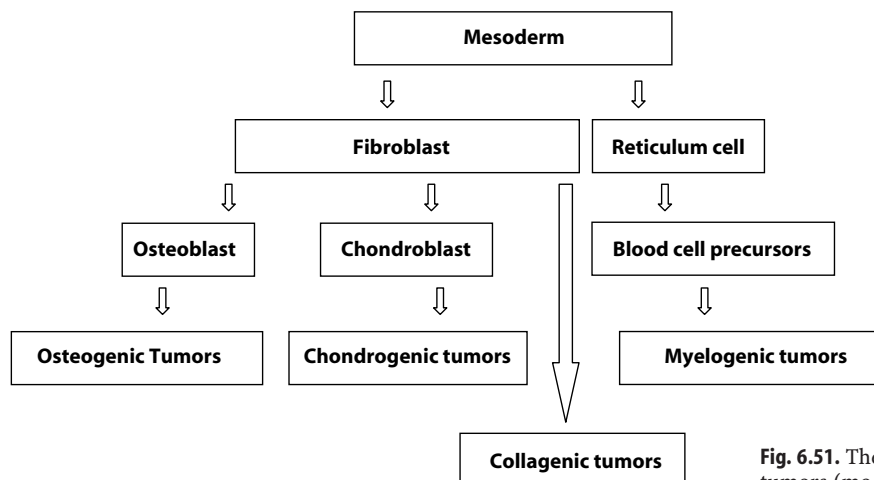 Mesoderm
Fibroblast
Reticulum cell
Osteoblast
Chondroblast
Blood cell precursors
Osteogenic Tumors
Chondrogenic tumors
Myelogenic tumors
Collagenic tumors
Fig. 6.51. The
tumors (mo